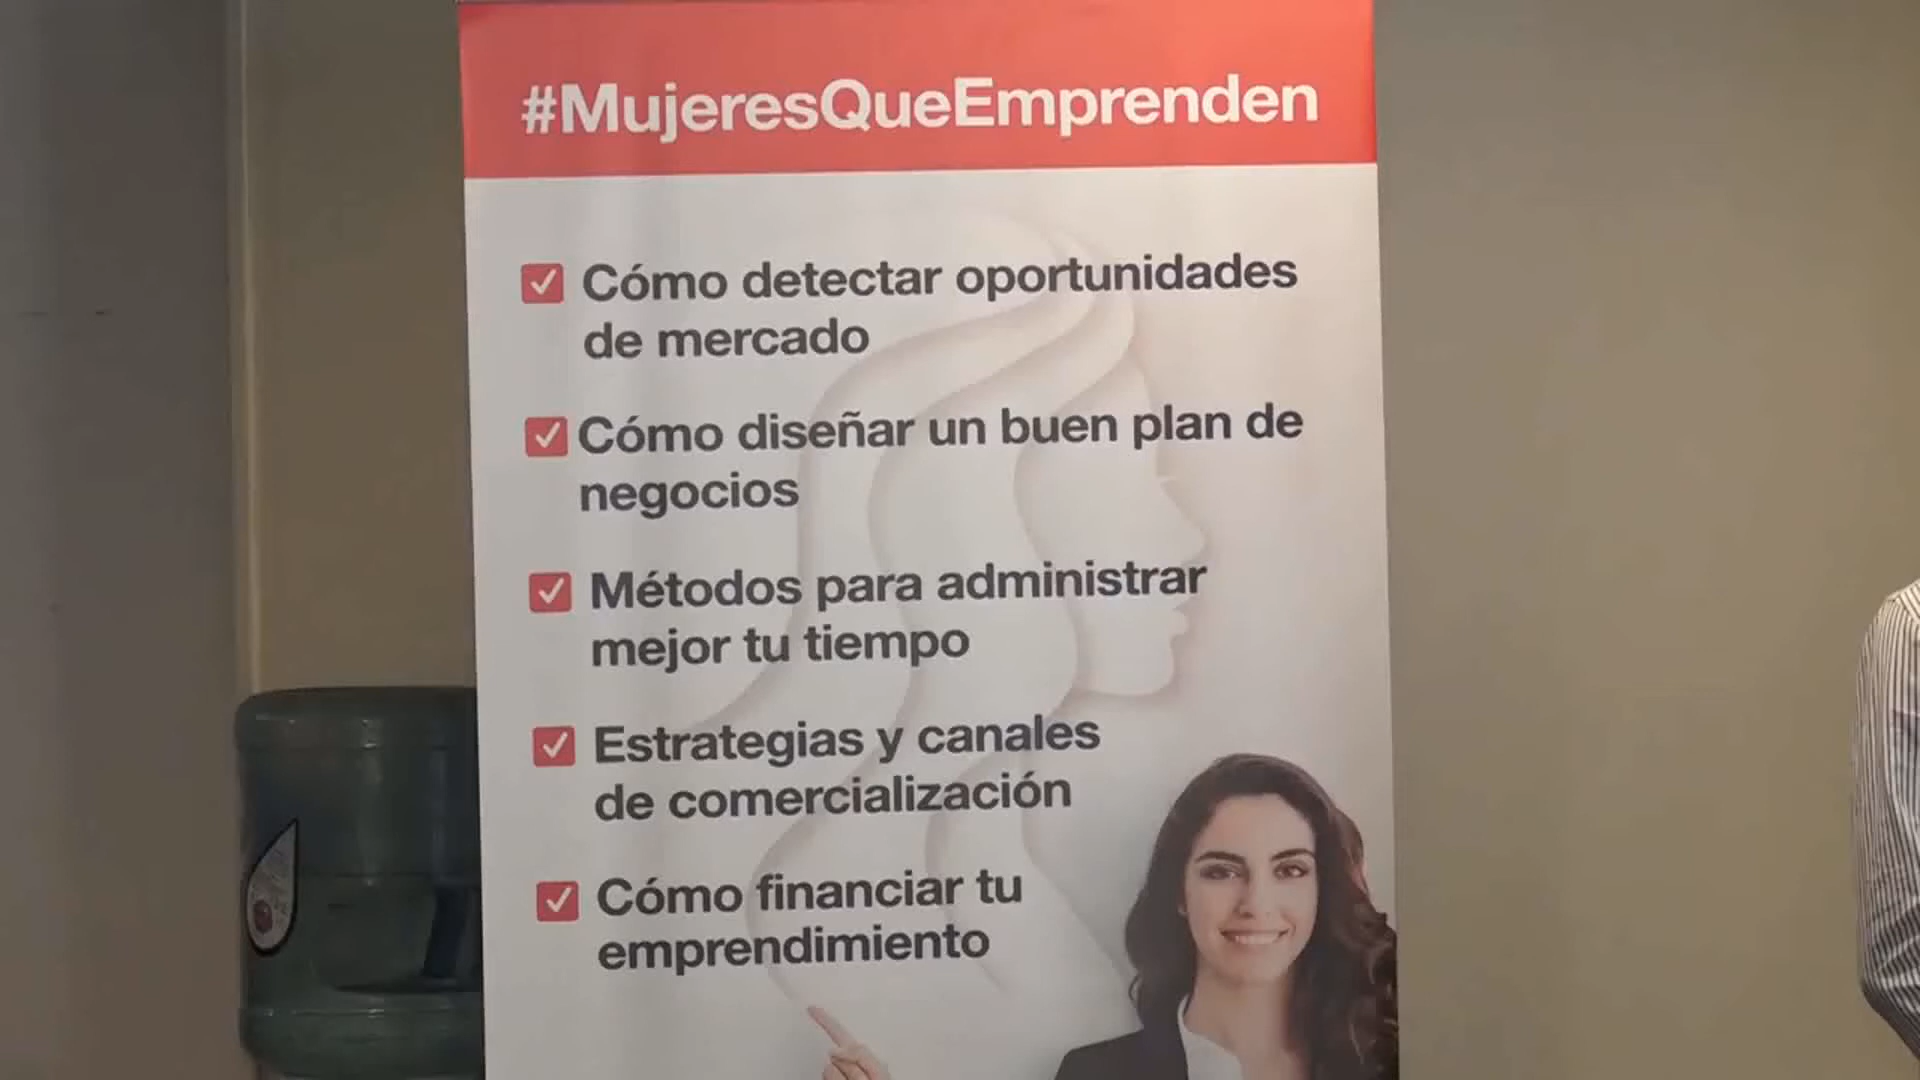 #MujeresQueEmprenden
Cómo detectar oportunidades
de mercado
Cómo diseñar un buen plan de
negocios
Métodos para administrar
mejor tu tiempo
Estrategias y canales
de comercialización
Cómo financiar tu
emprendimiento